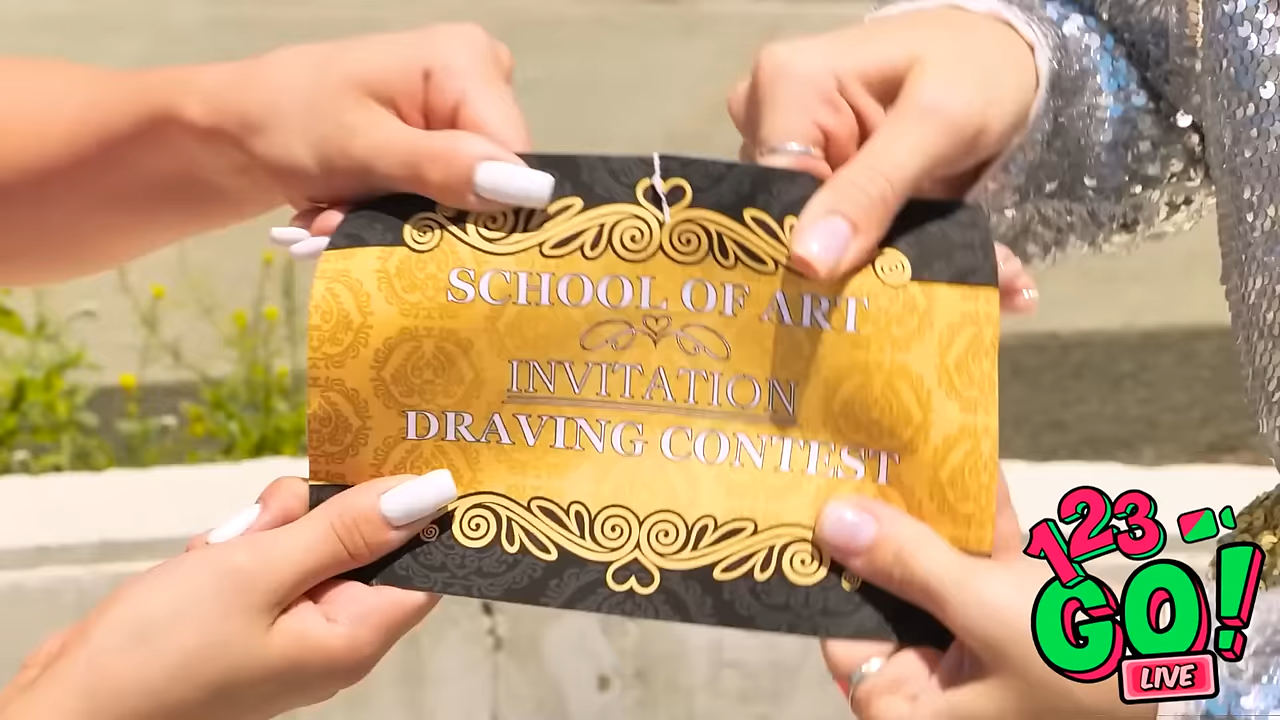 SCHOOL OF ART
INVITATION
DRAVING CONTEST
123
GO!
LIVE